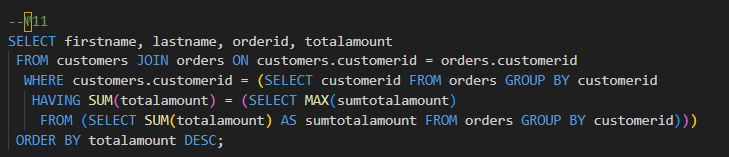 --№11
SELECT firstname, lastname, orderid, totalamount
FROM customers JOIN orders ON customers.customerid = orders.customerid
WHERE customers.customerid = (SELECT customerid FROM orders GROUP BY customerid
HAVING SUM(totalamount) = (SELECT MAX(sumtotalamount)
FROM (SELECT SUM(totalamount) AS sumtotalamount FROM orders GROUP BY customerid)))
ORDER BY totalamount DESC;